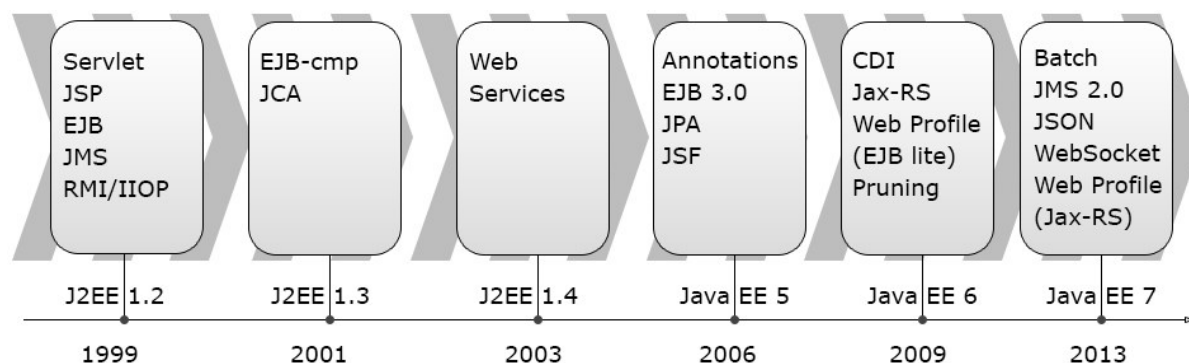 Servlet
JSP
EJB
JMS
RMI/IIOP
EJB-cmp
JCA
Web
Services
Annotations
EJB 3.0
JPA
JSF
CDI
Jax-RS
Web Profile
(EJB lite)
Pruning
Batch
JMS 2.0
JSON
WebSocket
Web Profile
(Jax-RS)
J2EE 1.2
J2EE 1.3
J2EE 1.4
Java EE 5
Java EE 6
Java EE 7
1999
2001
2003
2006
2009
2013